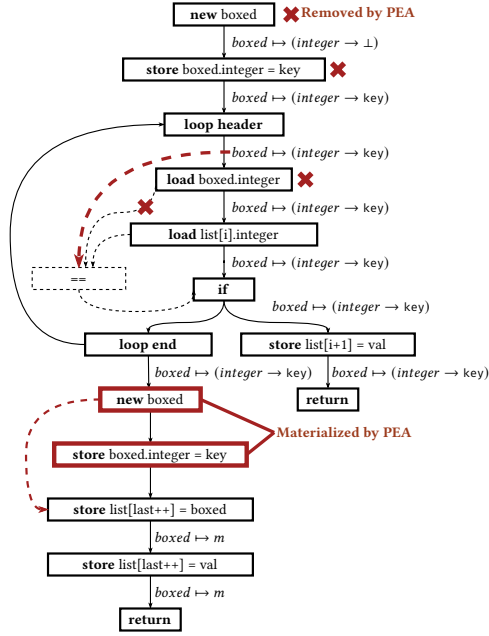 new boxed
Removed by PEA
boxed ↦ (integer → ⊥)
store boxed.integer = key
boxed ↦ (integer → key)
loop header
boxed ↦ (integer → key)
load boxed.integer
boxed ↦ (integer → key)
load list[i].integer
boxed ↦ (integer → key)
==
if
boxed ↦ (integer → key)
loop end
store list[i+1] = val
boxed ↦ (integer → key)
boxed ↦ (integer → key)
new boxed
return
Materialized by PEA
store boxed.integer = key
store list[last++] = boxed
boxed ↦ m
store list[last++] = val
boxed ↦ m
return